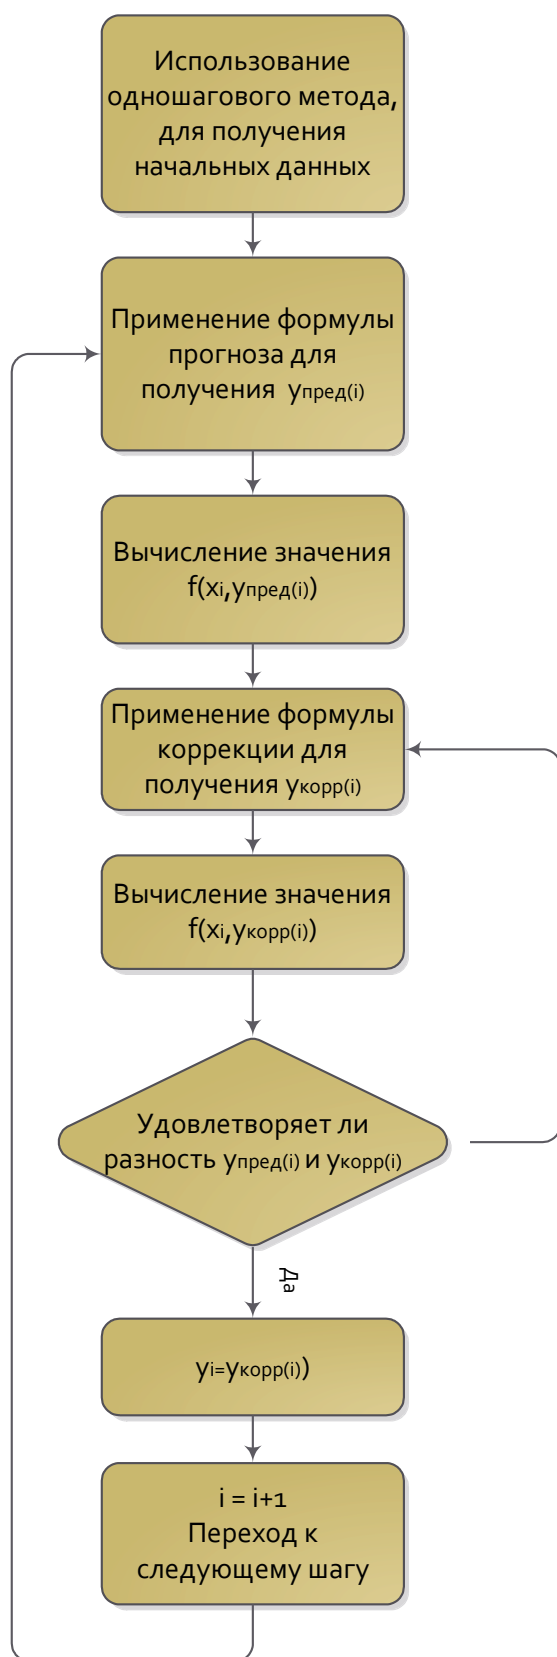 Использование
одношагового метода,
для получения
начальных данных
Применение формулы
прогноза для
получения yпред(i)
Вычисление значения
f(xi,yпред(i))
Применение формулы
коррекции для
получения yкорр(i)
Вычисление значения
f(xi,yкорр(i))
Удовлетворяет ли
разность yпред(i) и yкорр(i)
Да
yi=yкорр(i))
i = i+1
Переход к
следующему шагу